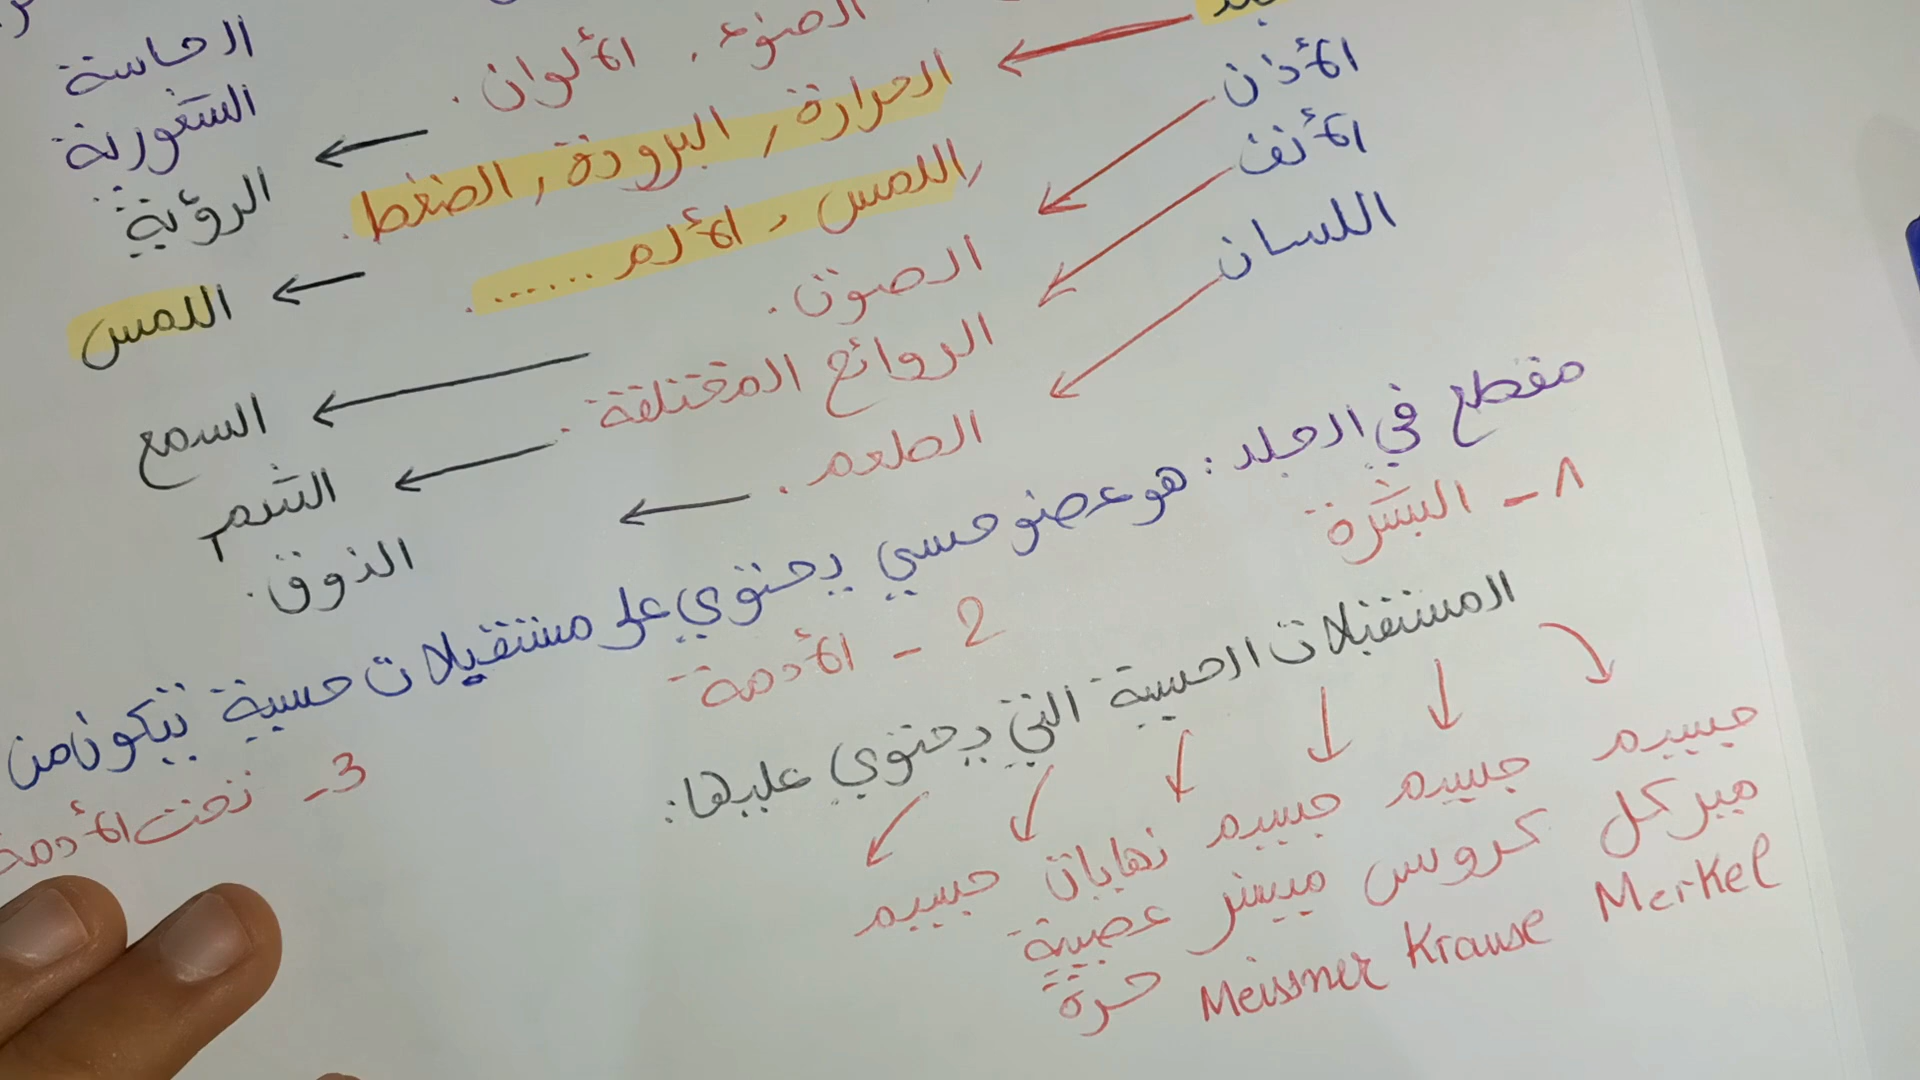 الضوء، الألوان.
الحاسة
الشعورية
الجلد ← الحرارة، البرودة، الضغط،
الرؤية
الأذن
اللمس، الألم......
اللمس
الأنف
الصوت.
السمع
اللسان
الروائح المختلفة.
الشم
الطعم.
الذوق.
مقطع في الجلد: هو عضو حسي يحتوي على مستقبلات حسية يتكون من
1 - البشرة
2 - الأدمة
3 - تحت الأدمة
المستقبلات الحسية التي يحتوي عليها:
جسيم جسيم جسيم نهايات جسيم
ميركل كروس ميسنر عصبية
Merkel Krause Meissner حرة